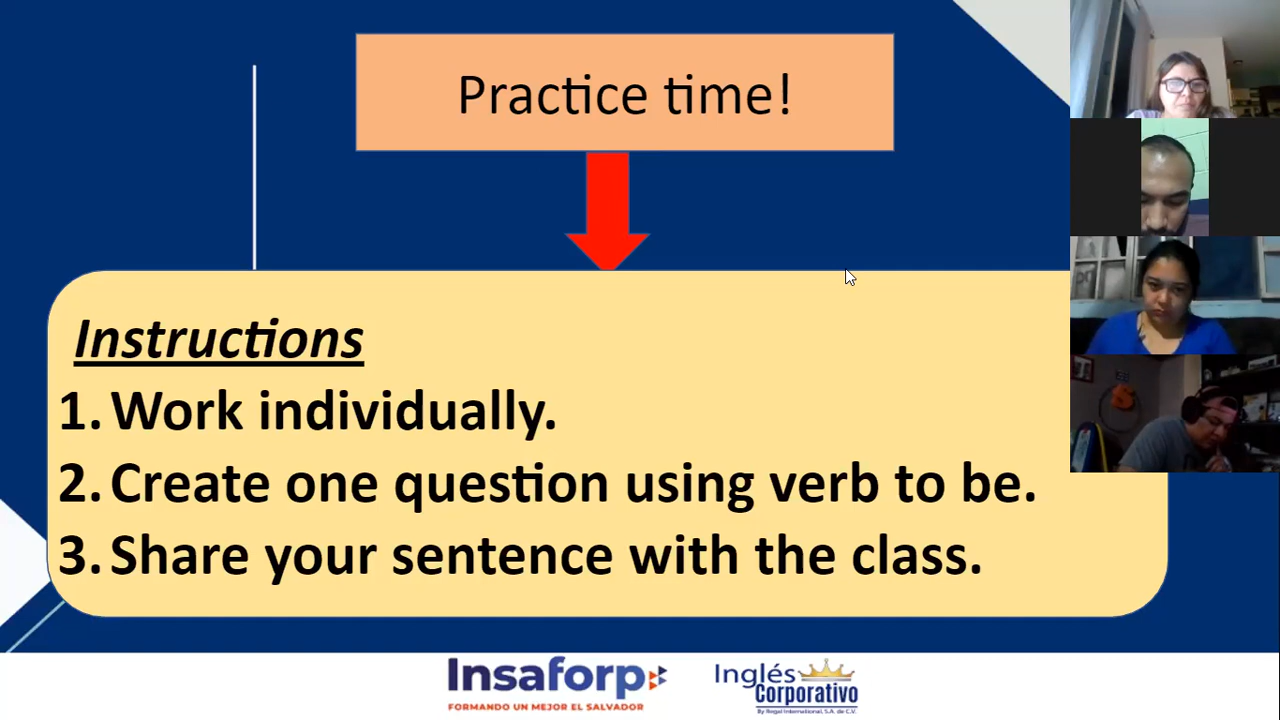 Practice time!
Instructions
1. Work individually.
2. Create one question using verb to be.
3. Share your sentence with the class.
Insaforp
FORMANDO UN MEJOR EL SALVADOR
Inglés
Corporativo
By Regal International, S.A. de C.V.